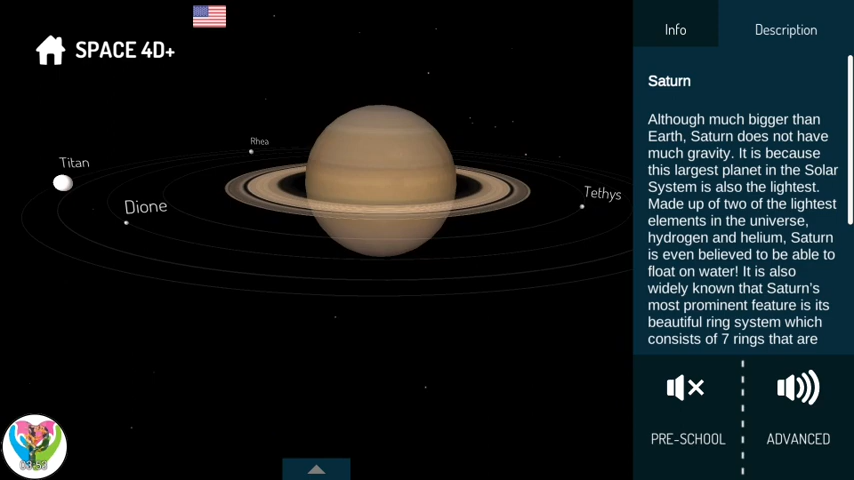 SPACE 4D+
Info
Description
Rhea
Titan
Dione
Tethys
Saturn
Although much bigger than
Earth, Saturn does not have
much gravity. It is because
this largest planet in the Solar
System is also the lightest.
Made up of two of the lightest
elements in the universe,
hydrogen and helium, Saturn
is even believed to be able to
float on water! It is also
widely known that Saturn's
most prominent feature is its
beautiful ring system which
consists of 7 rings that are
PRE-SCHOOL
ADVANCED